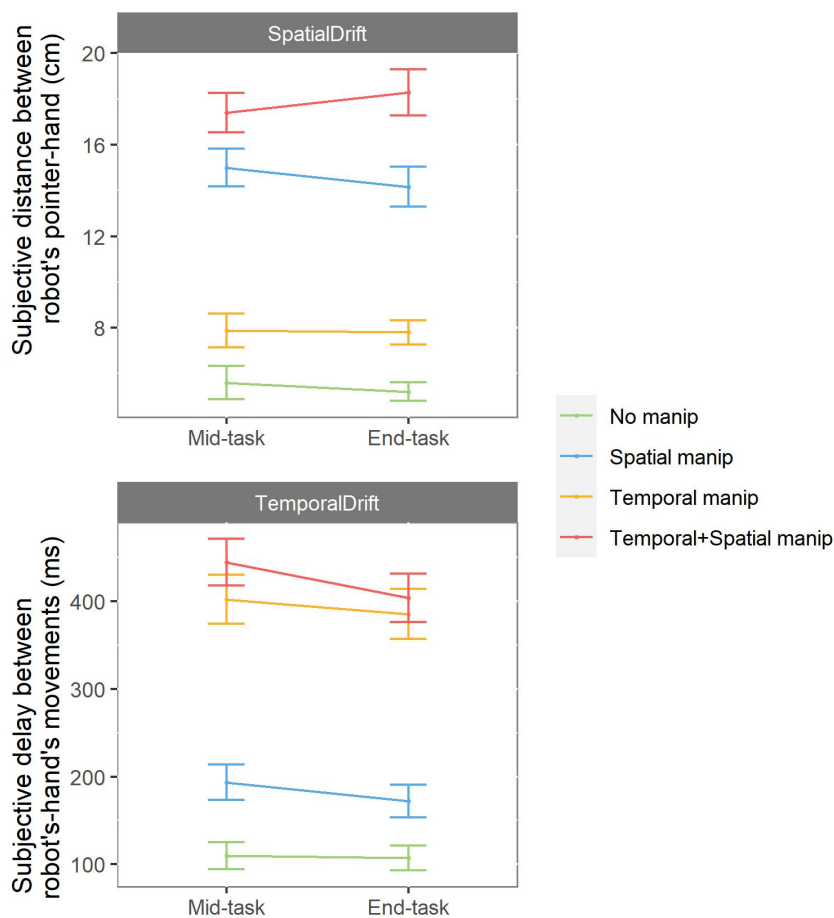 SpatialDrift
Subjective distance between
robot's pointer-hand (cm)
20
16
12
8
Mid-task
End-task
No manip
Spatial manip
Temporal manip
Temporal+Spatial manip
TemporalDrift
Subjective delay between
robot's-hand's movements (ms)
400
300
200
100
Mid-task
End-task